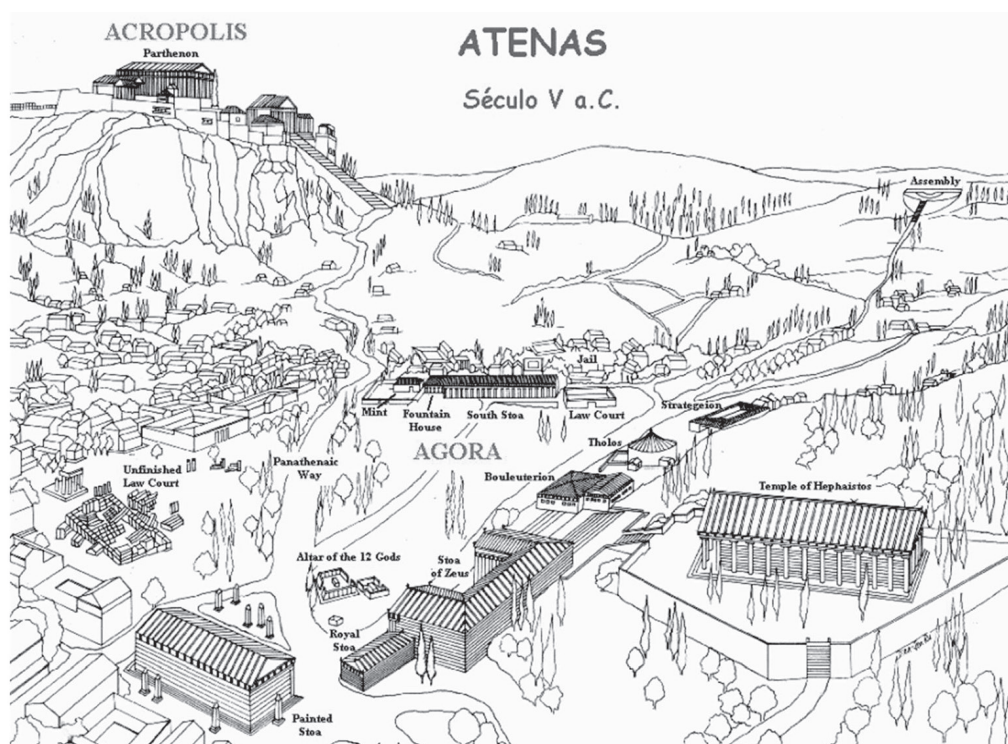 ACROPOLIS
Parthenon
ATENAS
Século V a.C.
Assembly
Jail
Mint
Fountain
House
South Stoa
Law Court
Strategeion
AGORA
Tholos
Unfinished
Law Court
Panathenaic
Way
Bouleuterion
Temple of Hephaistos
Altar of the 12 Gods
Stoa
of Zeus
Royal
Stoa
Painted
Stoa